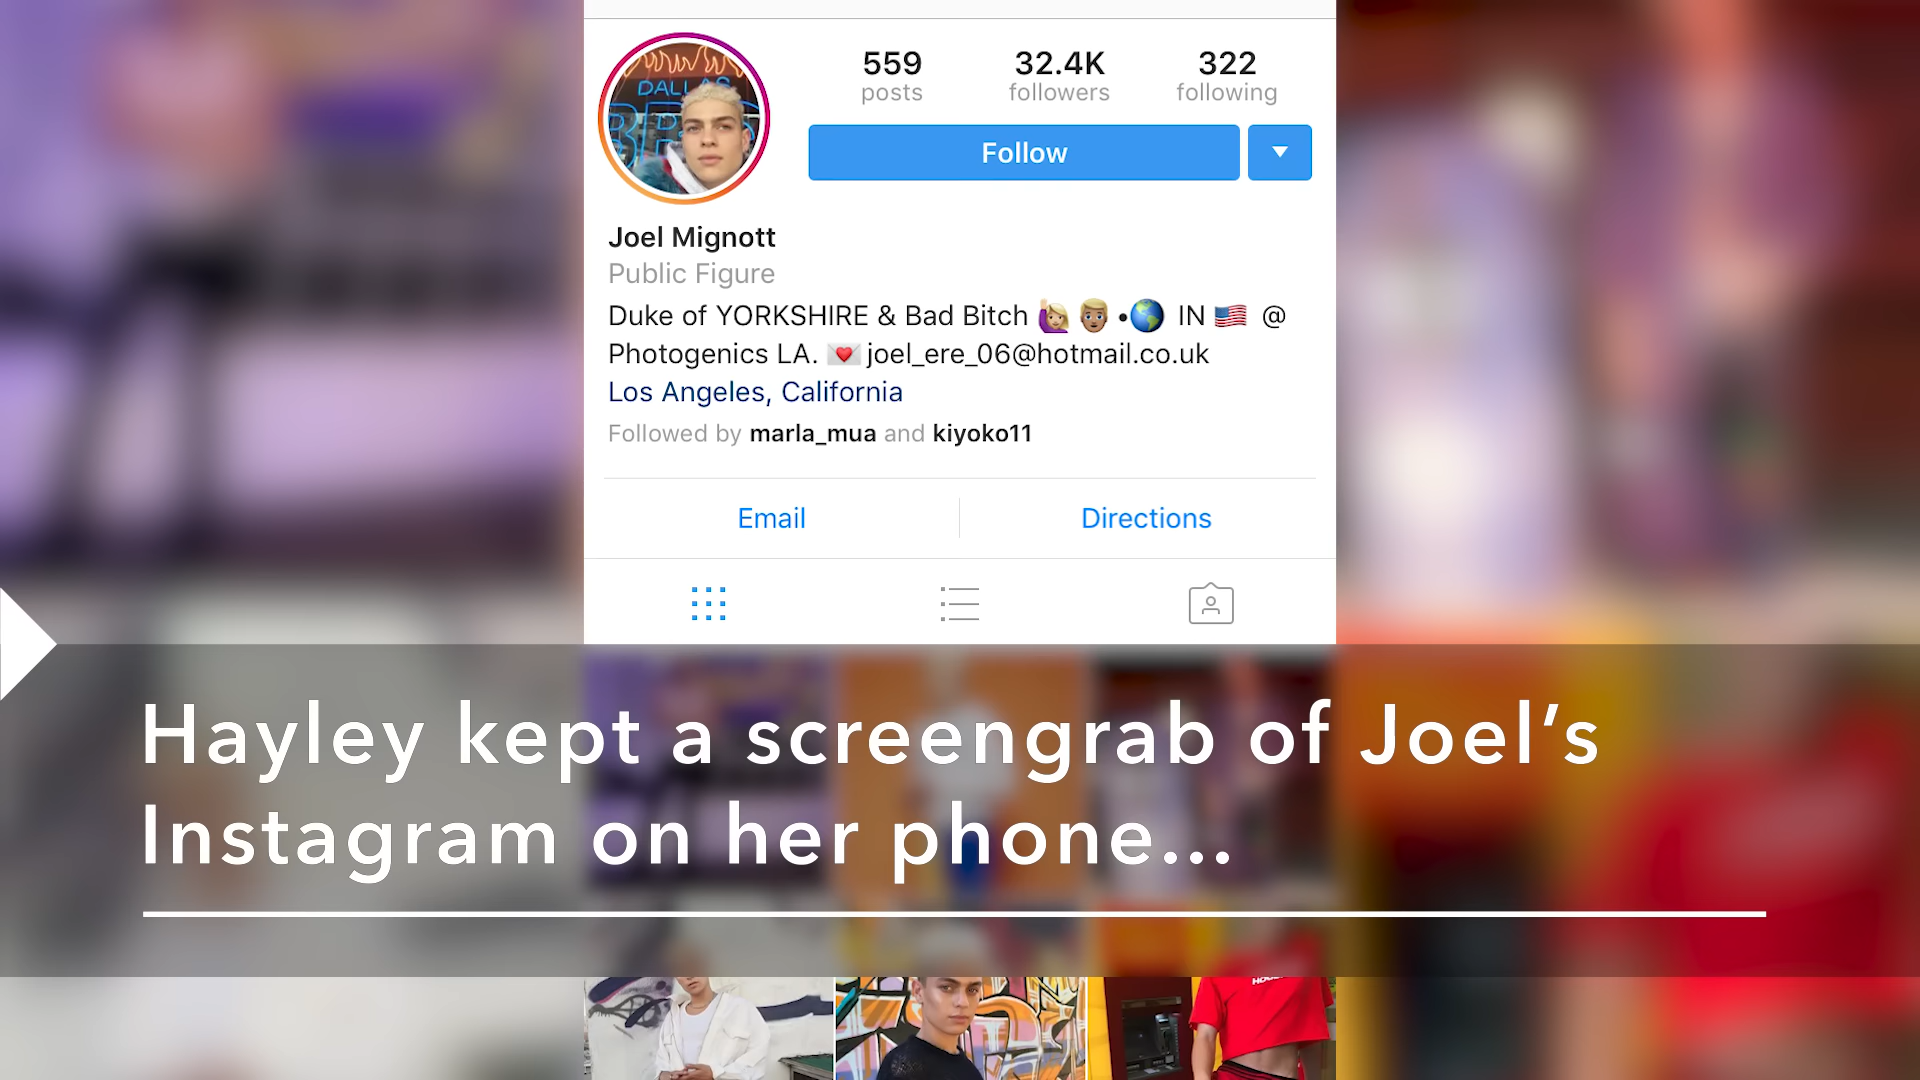 559 32.4K 322
posts followers following
Follow
DALLAS
Joel Mignott
Public Figure
Duke of YORKSHIRE & Bad Bitch 🙋🏼 👨🏽 •🌎 IN 🇺🇸 @
Photogenics LA. 💌 joel_ere_06@hotmail.co.uk
Los Angeles, California
Followed by marla_mua and kiyoko11
Email Directions
Hayley kept a screengrab of Joel’s
Instagram on her phone...